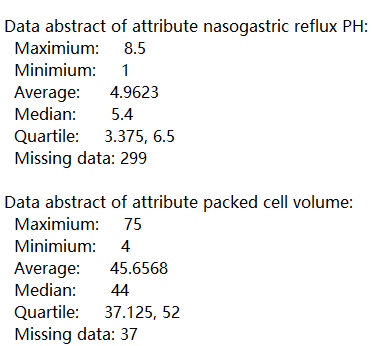 Data abstract of attribute nasogastric reflux PH:
Maximium: 8.5
Minimium: 1
Average: 4.9623
Median: 5.4
Quartile: 3.375, 6.5
Missing data: 299
Data abstract of attribute packed cell volume:
Maximium: 75
Minimium: 4
Average: 45.6568
Median: 44
Quartile: 37.125, 52
Missing data: 37